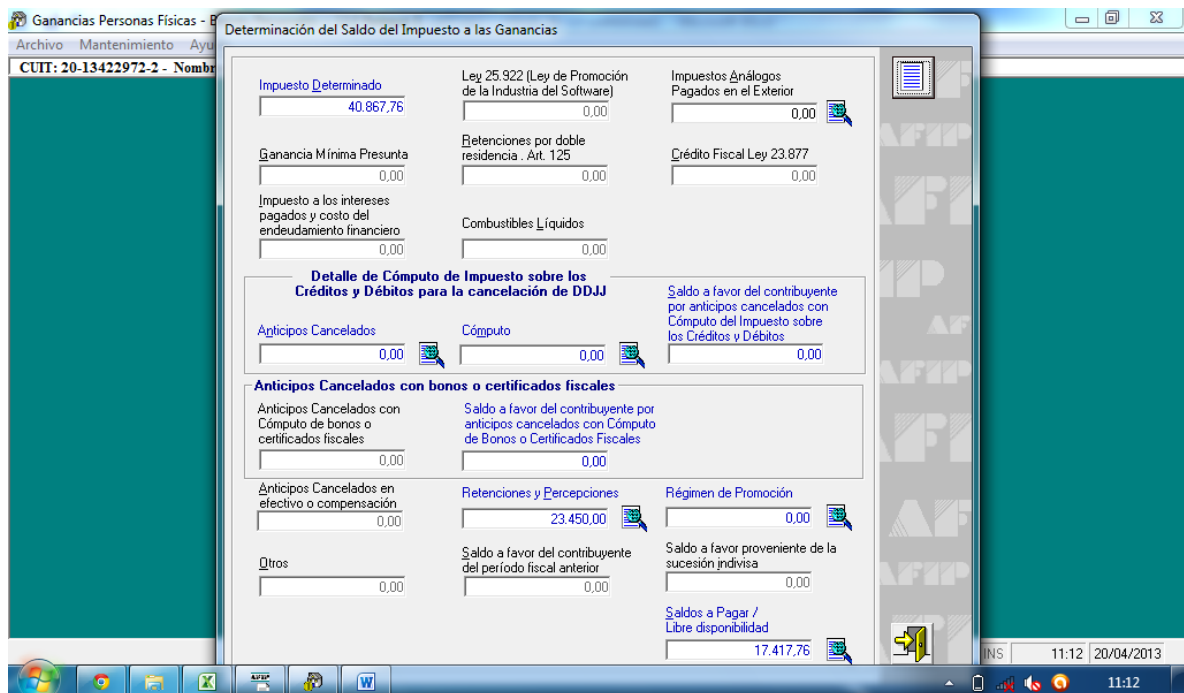 Ganancias Personas Físicas -
Determinación del Saldo del Impuesto a las Ganancias
Archivo Mantenimiento
CUIT: 20-13422972-2 -
Impuesto Determinado
40.867,76
Ley 25.922 (Ley de Promoción
de la Industria del Software)
0,00
Impuestos Análogos
Pagados en el Exterior
0,00
Ganancia Mínima Presunta
0,00
Retenciones por doble
residencia . Art. 125
0,00
Crédito Fiscal Ley 23.877
0,00
Impuesto a los intereses
pagados y costo del
endeudamiento financiero
0,00
Combustibles Líquidos
0,00
Detalle de Cómputo de Impuesto sobre los
Créditos y Débitos para la cancelación de DDJJ
Anticipos Cancelados
0,00
Cómputo
0,00
Saldo a favor del contribuyente
por anticipos cancelados con
Cómputo del Impuesto sobre
los Créditos y Débitos
0,00
Anticipos Cancelados con bonos o certificados fiscales
Anticipos Cancelados con
Cómputo de bonos o
certificados fiscales
0,00
Saldo a favor del contribuyente por
anticipos cancelados con Cómputo
de Bonos o Certificados Fiscales
0,00
Anticipos Cancelados en
efectivo o compensación
0,00
Retenciones y Percepciones
23.450,00
Régimen de Promoción
0,00
Otros
0,00
Saldo a favor del contribuyente
del período fiscal anterior
0,00
Saldo a favor proveniente de la
sucesión indivisa
0,00
Saldos a Pagar /
Libre disponibilidad
17.417,76
AFIP
INS
11:12
20/04/2013
11:12